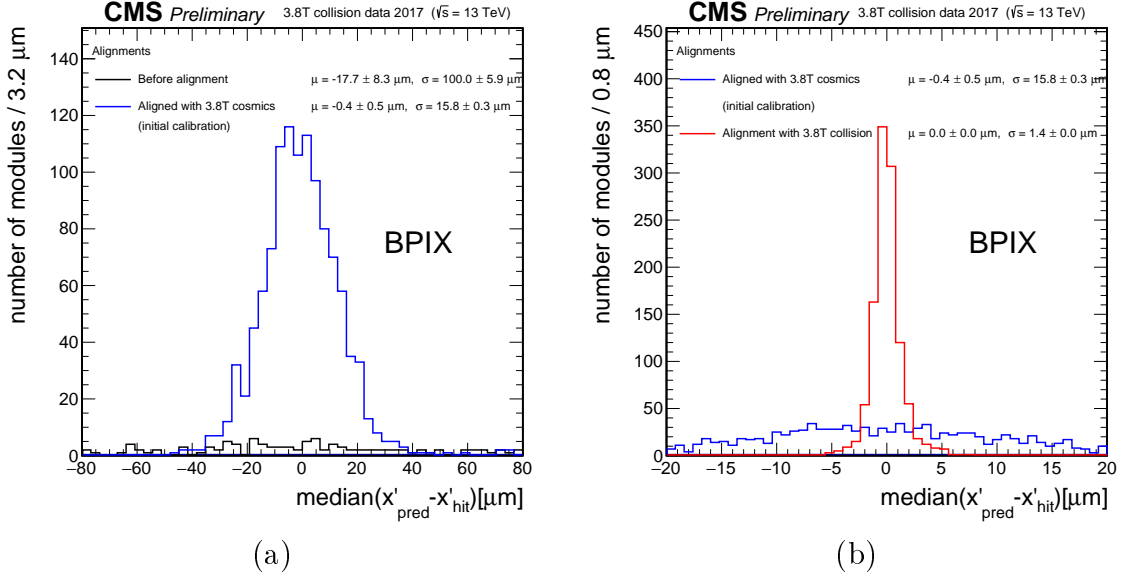 CMS Preliminary 3.8T collision data 2017 (√s = 13 TeV)
number of modules / 3.2 μm
Alignments
Before alignment μ = -17.7 ± 8.3 μm, σ = 100.0 ± 5.9 μm
Aligned with 3.8T cosmics μ = -0.4 ± 0.5 μm, σ = 15.8 ± 0.3 μm
(initial calibration)
BPIX
140
120
100
80
60
40
20
0
−80 −60 −40 −20 0 20 40 60 80
median(x'pred-x'hit)[μm]
(a)
CMS Preliminary 3.8T collision data 2017 (√s = 13 TeV)
number of modules / 0.8 μm
Alignments
Aligned with 3.8T cosmics μ = -0.4 ± 0.5 μm, σ = 15.8 ± 0.3 μm
(initial calibration)
Alignment with 3.8T collision μ = 0.0 ± 0.0 μm, σ = 1.4 ± 0.0 μm
BPIX
450
400
350
300
250
200
150
100
50
0
−20 −15 −10 −5 0 5 10 15 20
median(x'pred-x'hit)[μm]
(b)